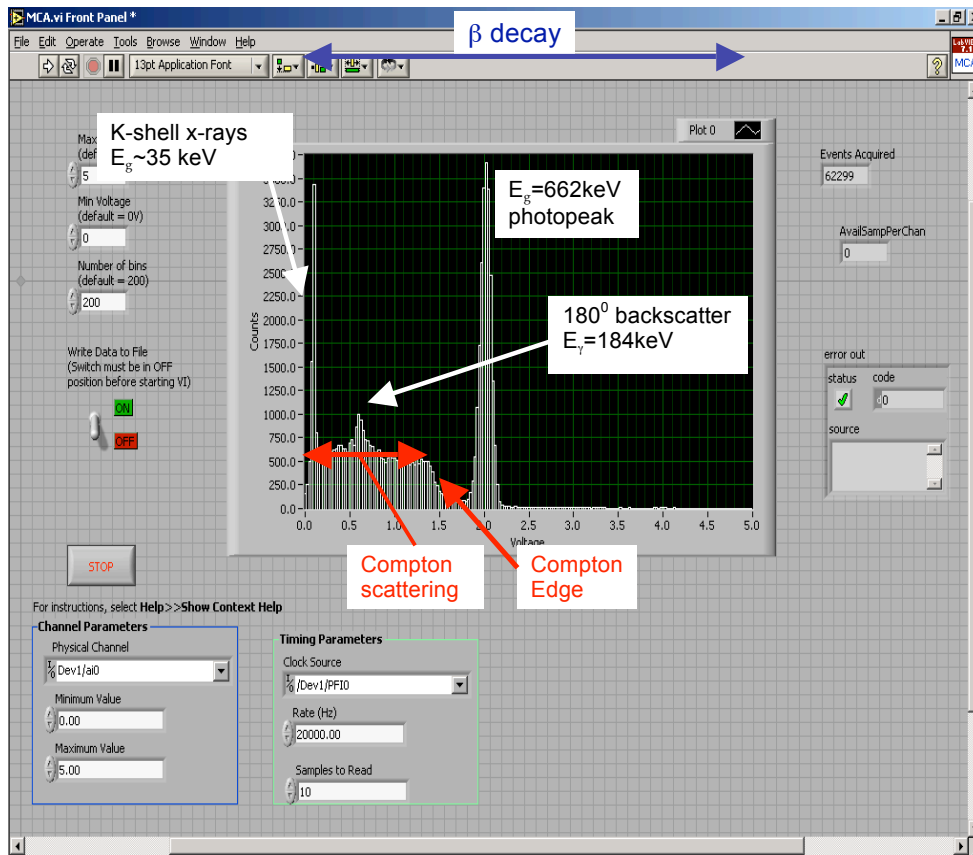 MCA.vi Front Panel *
File Edit Operate Tools Browse Window Help
β decay
13pt Application Font
LabVIEW
7.1
MCA
K-shell x-rays
Eg~35 keV
Max
(def
5
Min Voltage
(default = 0V)
0
Number of bins
(default = 200)
200
Write Data to File
(Switch must be in OFF
position before starting VI)
ON
OFF
STOP
Plot 0
Eg=662keV
photopeak
180⁰ backscatter
Eγ=184keV
Counts
3250.0
3000.0
2750.0
2500.0
2250.0
2000.0
1750.0
1500.0
1250.0
1000.0
750.0
500.0
250.0
0.0
0.0 0.5 1.0 1.5 2.0 2.5 3.0 3.5 4.0 4.5 5.0
Voltage
Compton
scattering
Compton
Edge
Events Acquired
62299
AvailSampPerChan
0
error out
status code
d0
source
For instructions, select Help>>Show Context Help
Channel Parameters
Physical Channel
Dev1/ai0
Minimum Value
0.00
Maximum Value
5.00
Timing Parameters
Clock Source
/Dev1/PFI0
Rate (Hz)
20000.00
Samples to Read
10